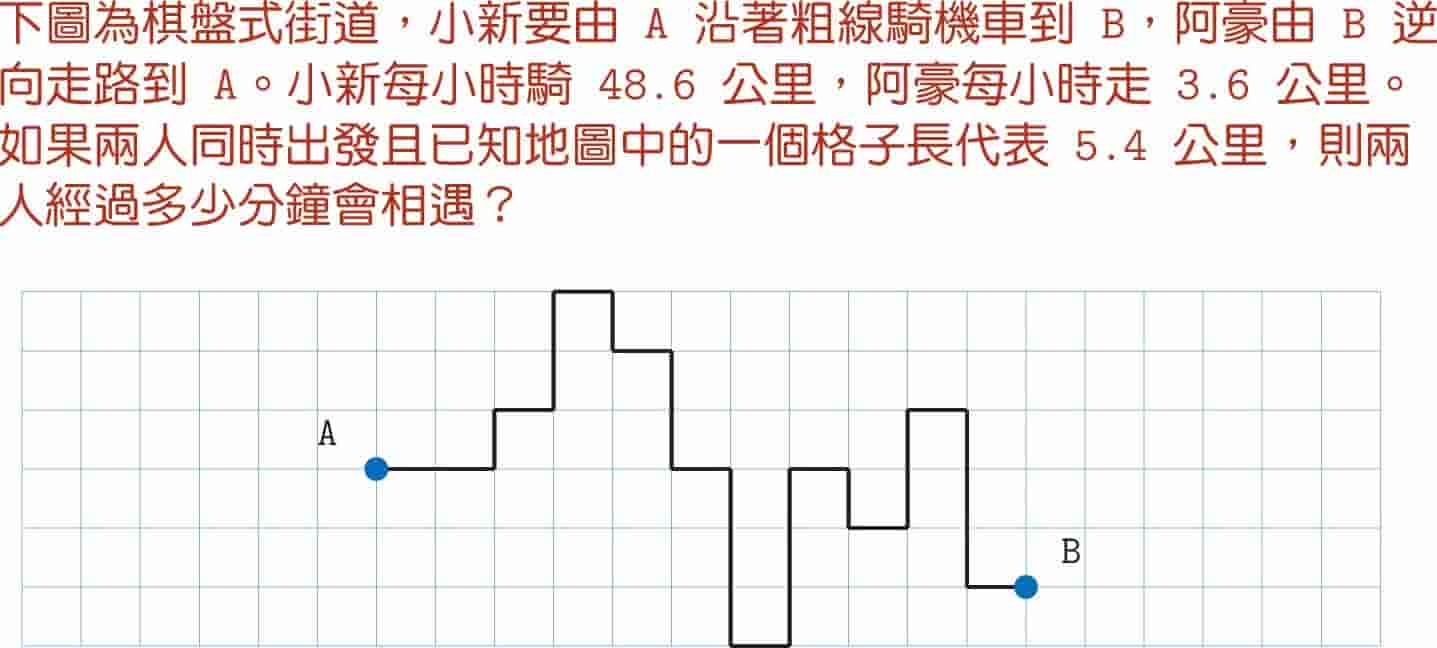 下圖為棋盤式街道，小新要由 A 沿著粗線騎機車到 B，阿豪由 B 逆
向走路到 A。小新每小時騎 48.6 公里，阿豪每小時走 3.6 公里。
如果兩人同時出發且已知地圖中的一個格子長代表 5.4 公里，則兩
人經過多少分鐘會相遇？
A
B